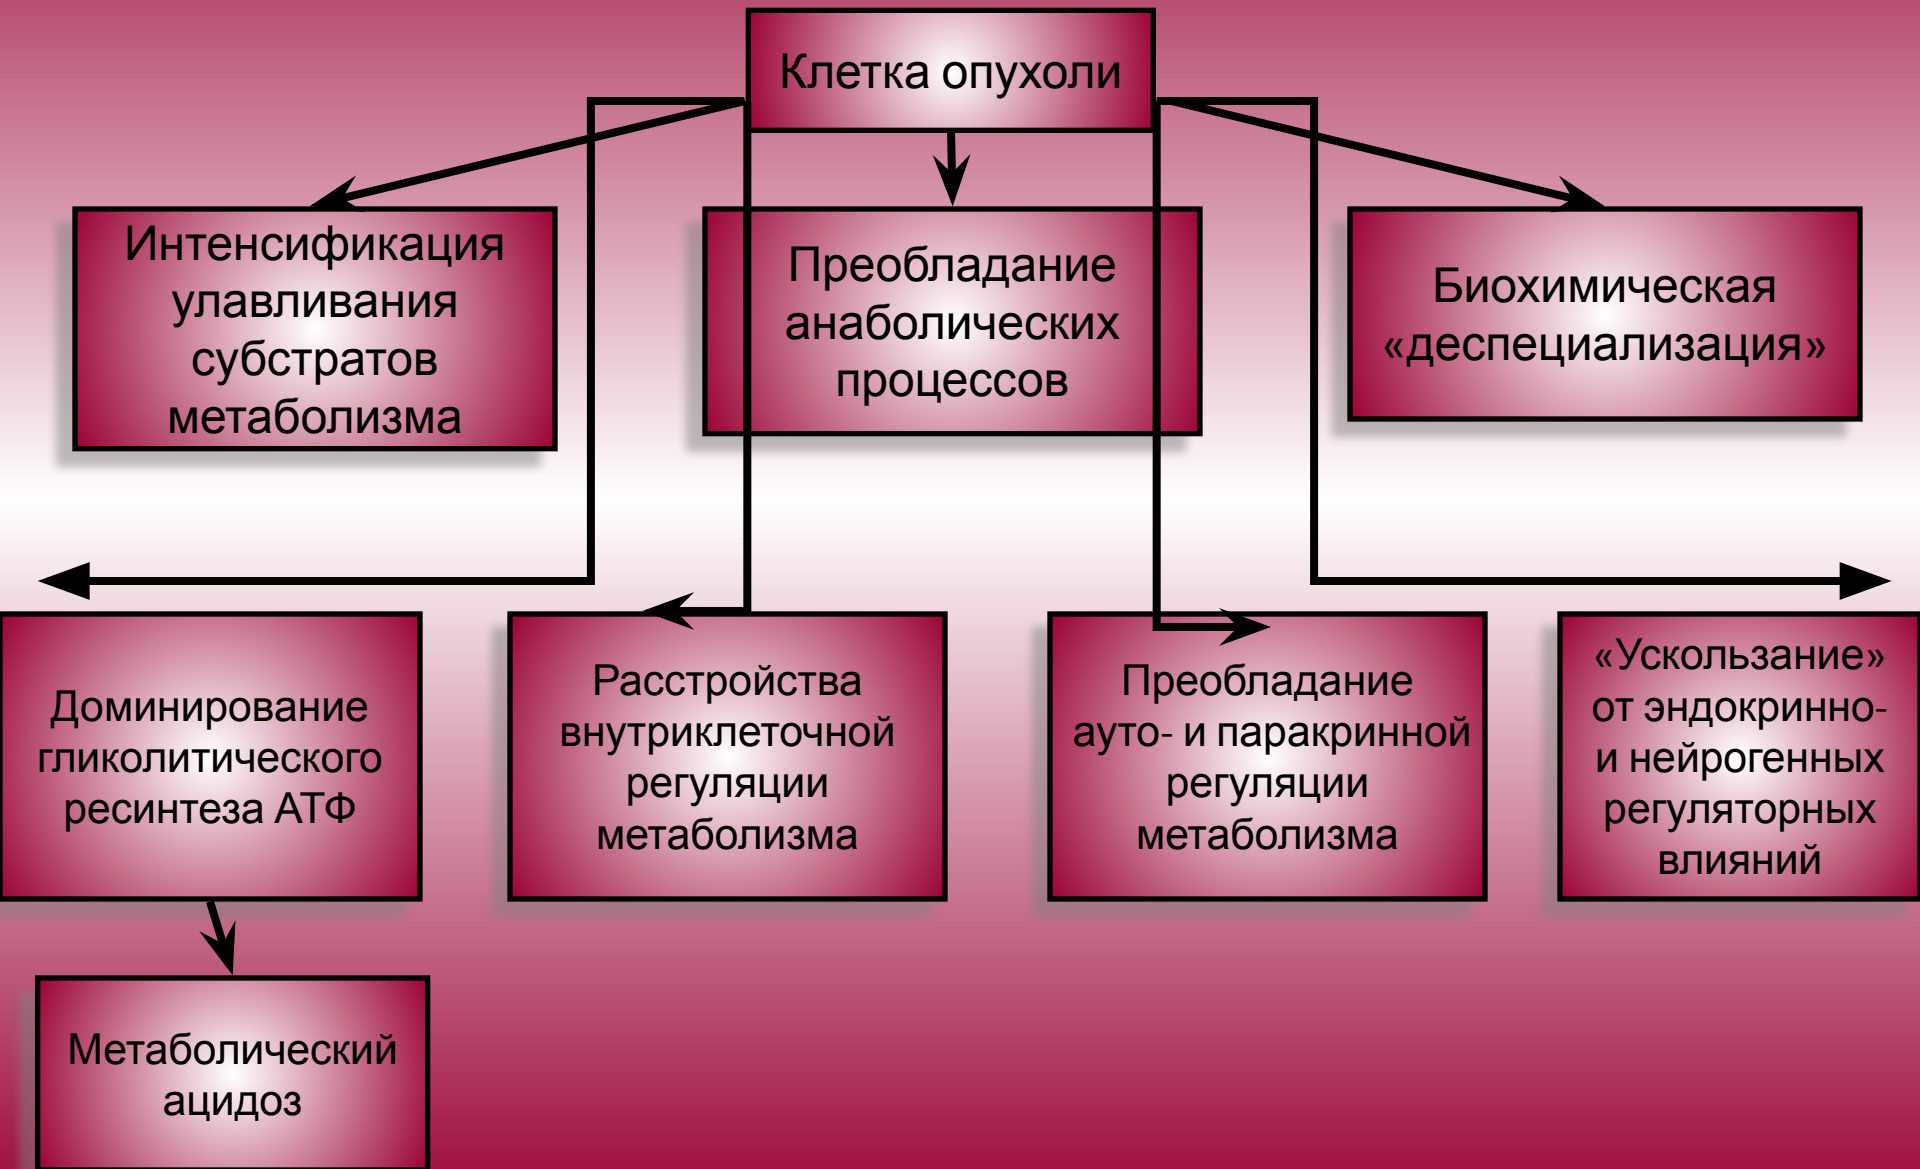 Клетка опухоли
Интенсификация
улавливания
субстратов
метаболизма
Преобладание
анаболических
процессов
Биохимическая
«деспециализация»
Доминирование
гликолитического
ресинтеза АТФ
Расстройства
внутриклеточной
регуляции
метаболизма
Преобладание
ауто- и паракринной
регуляции
метаболизма
«Ускользание»
от эндокринно-
и нейрогенных
регуляторных
влияний
Метаболический
ацидоз